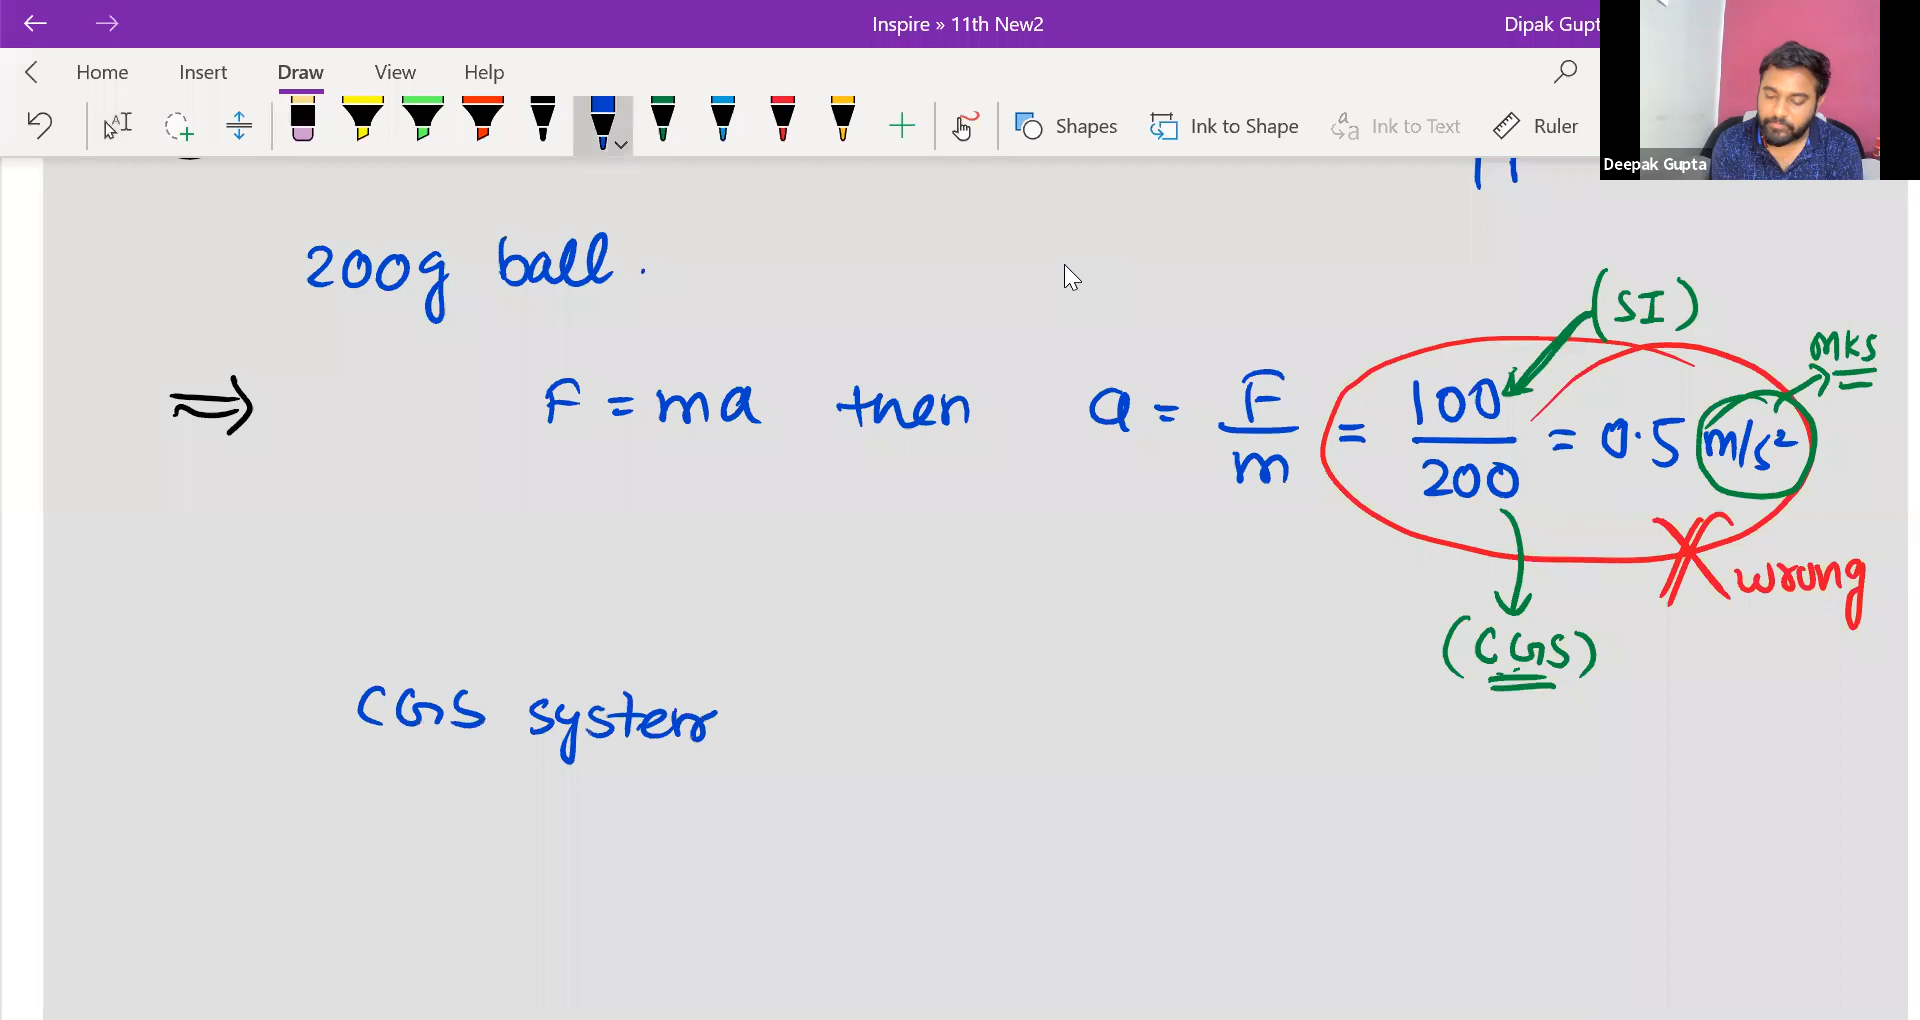 Inspire » 11th New2
Dipak Gupt
Home Insert Draw View Help
Shapes Ink to Shape Ink to Text Ruler
Deepak Gupta
200g ball.
(SI)
MKS
F = ma then a = F/m = 100/200 = 0.5 m/s²
wrong
(CGS)
CGS system